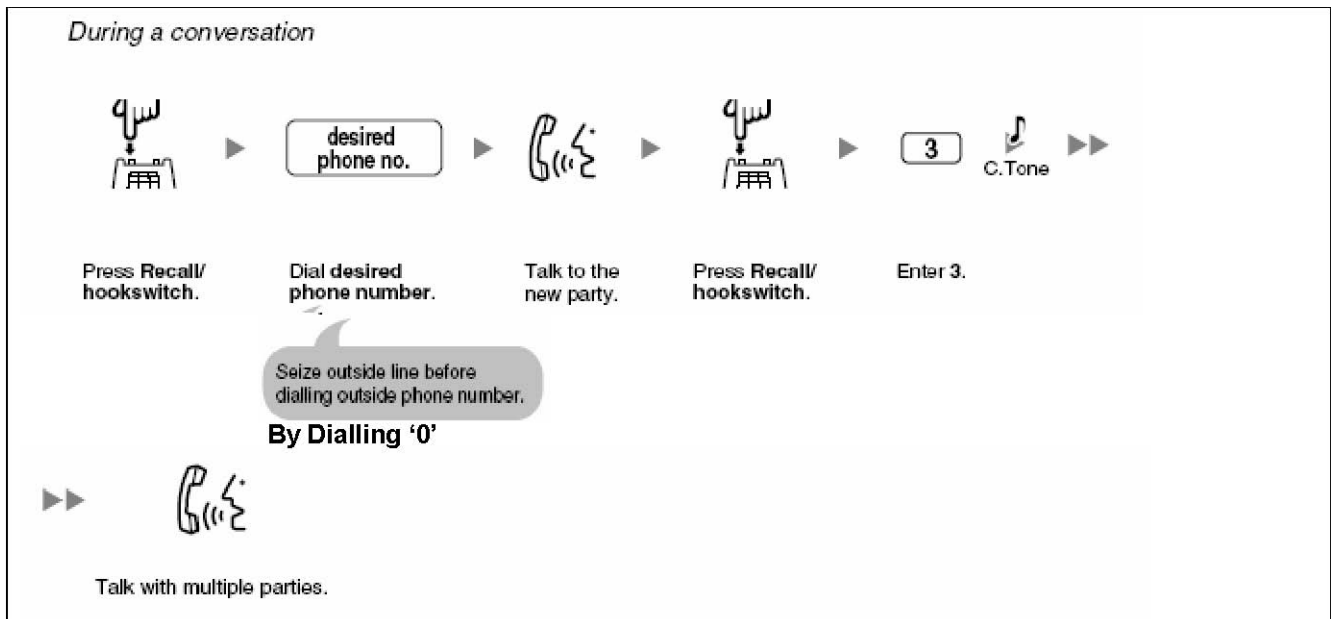 During a conversation
desired
phone no.
3
C.Tone
Press Recall/
hookswitch.
Dial desired
phone number.
Talk to the
new party.
Press Recall/
hookswitch.
Enter 3.
Seize outside line before
dialling outside phone number.
By Dialling ‘0’
Talk with multiple parties.